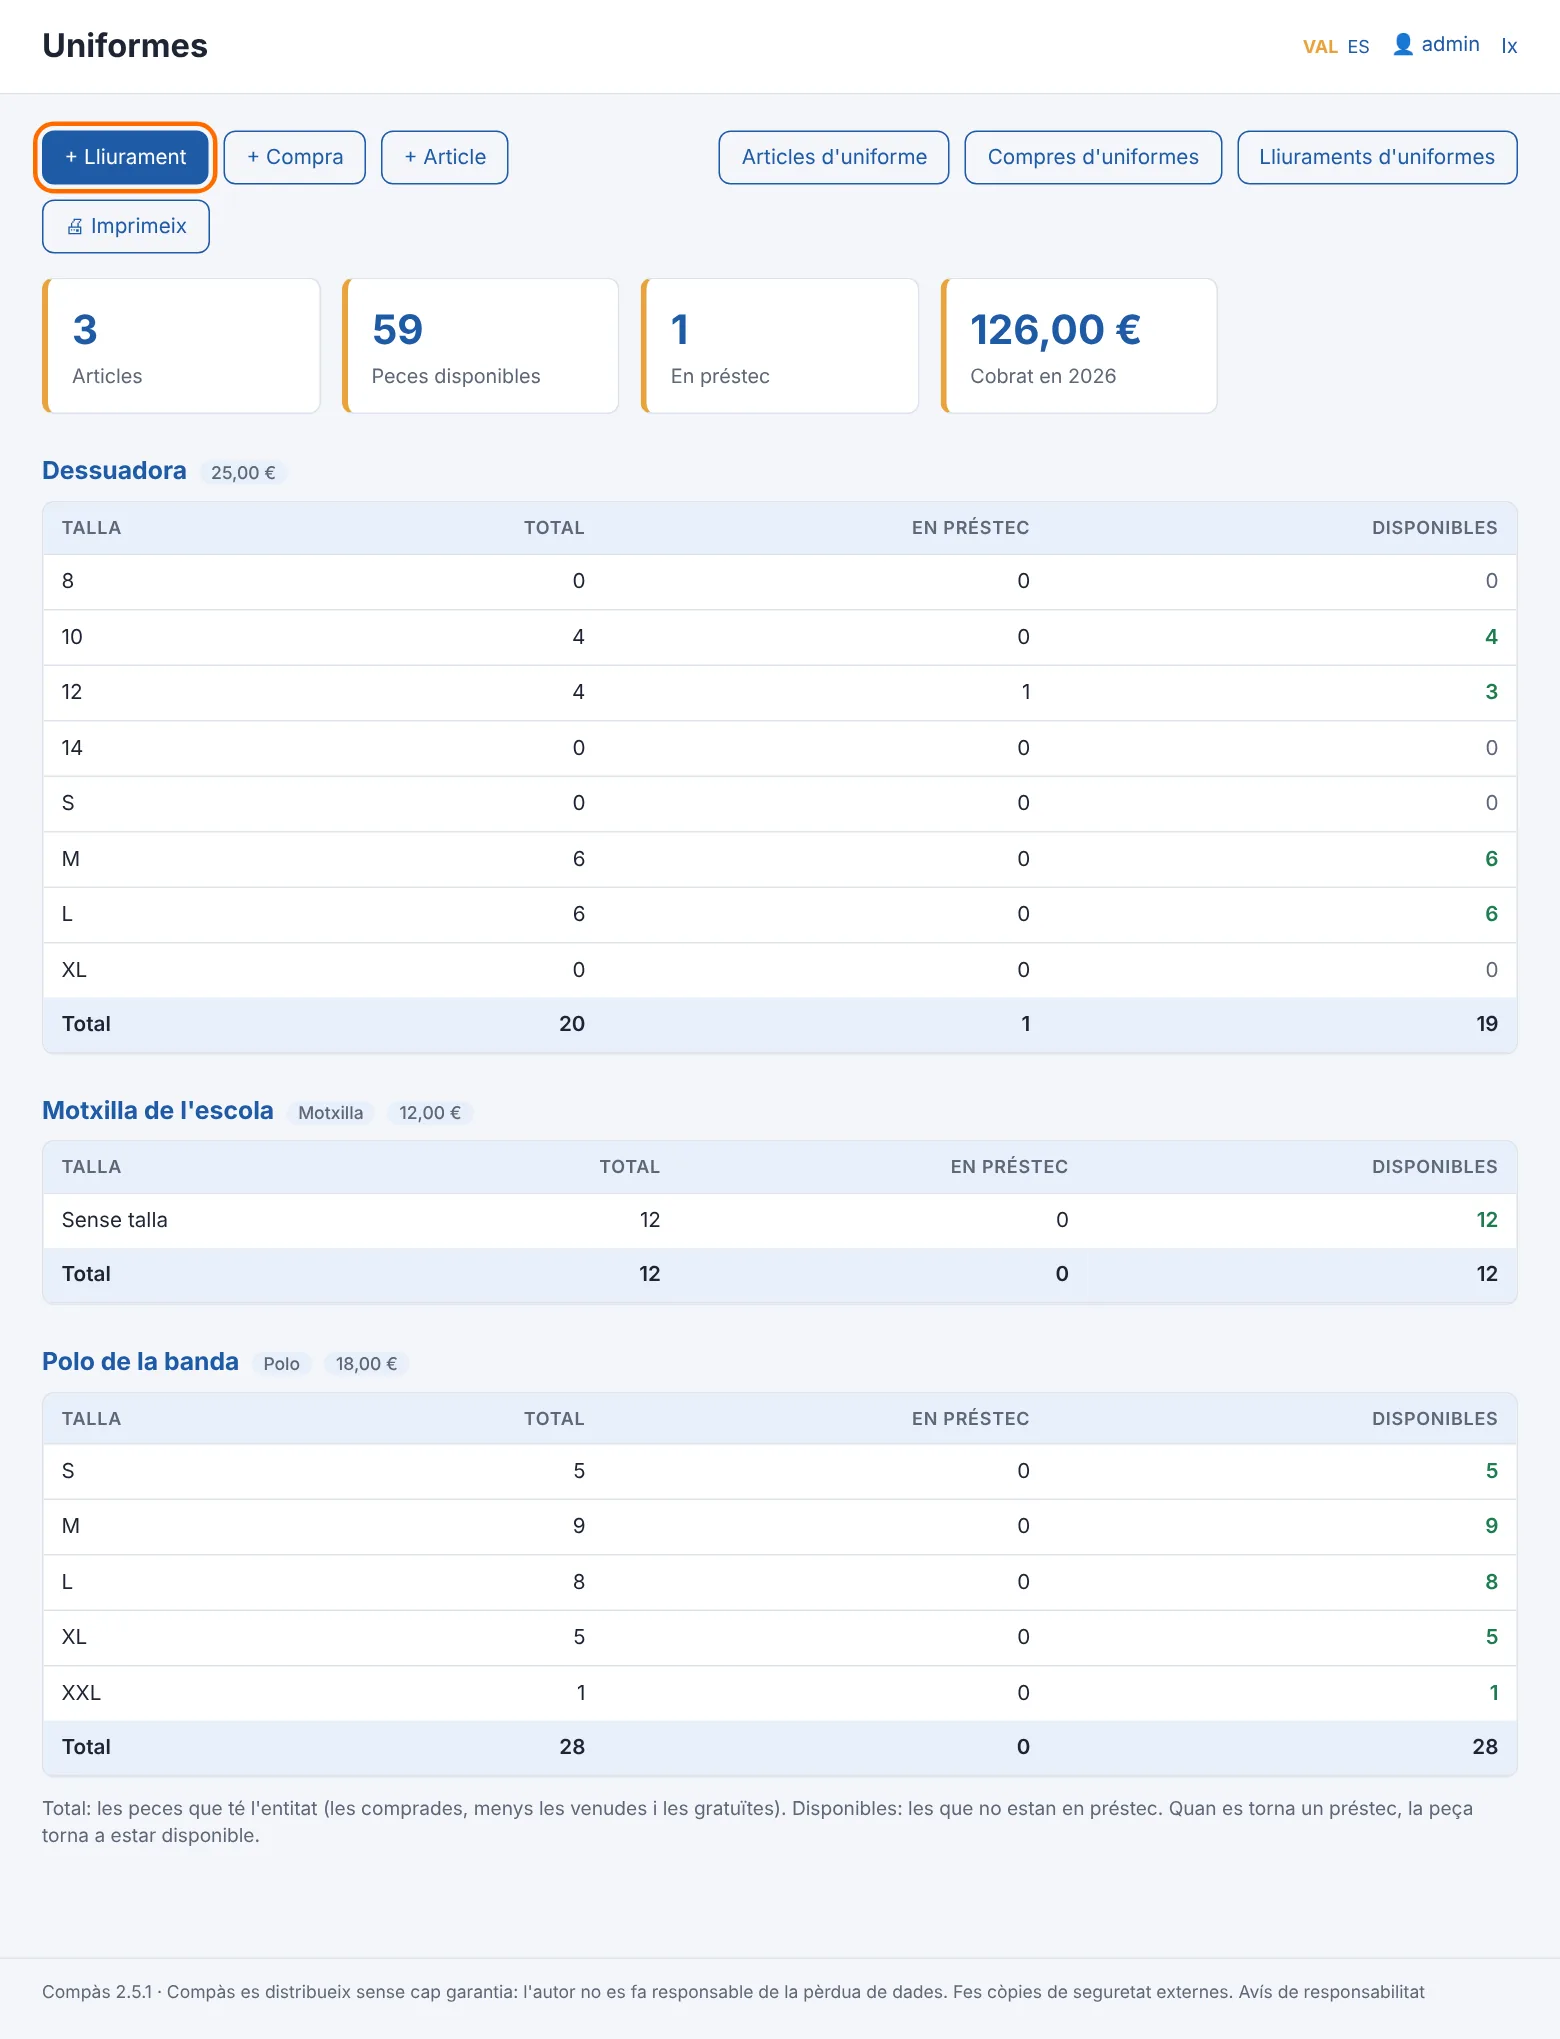 Uniformes
VAL ES 👤 admin Ix
+ Lliurament + Compra + Article Articles d'uniforme Compres d'uniformes Lliuraments d'uniformes
🖨 Imprimeix
3 59 1 126,00 €
Articles Peces disponibles En préstec Cobrat en 2026
Dessuadora 25,00 €
TALLA TOTAL EN PRÉSTEC DISPONIBLES
8 0 0 0
10 4 0 4
12 4 1 3
14 0 0 0
S 0 0 0
M 6 0 6
L 6 0 6
XL 0 0 0
Total 20 1 19
Motxilla de l'escola Motxilla 12,00 €
TALLA TOTAL EN PRÉSTEC DISPONIBLES
Sense talla 12 0 12
Total 12 0 12
Polo de la banda Polo 18,00 €
TALLA TOTAL EN PRÉSTEC DISPONIBLES
S 5 0 5
M 9 0 9
L 8 0 8
XL 5 0 5
XXL 1 0 1
Total 28 0 28
Total: les peces que té l'entitat (les comprades, menys les venudes i les gratuïtes). Disponibles: les que no estan en préstec. Quan es torna un préstec, la peça
torna a estar disponible.
Compàs 2.5.1 · Compàs es distribueix sense cap garantia: l'autor no es fa responsable de la pèrdua de dades. Fes còpies de seguretat externes. Avís de responsabilitat